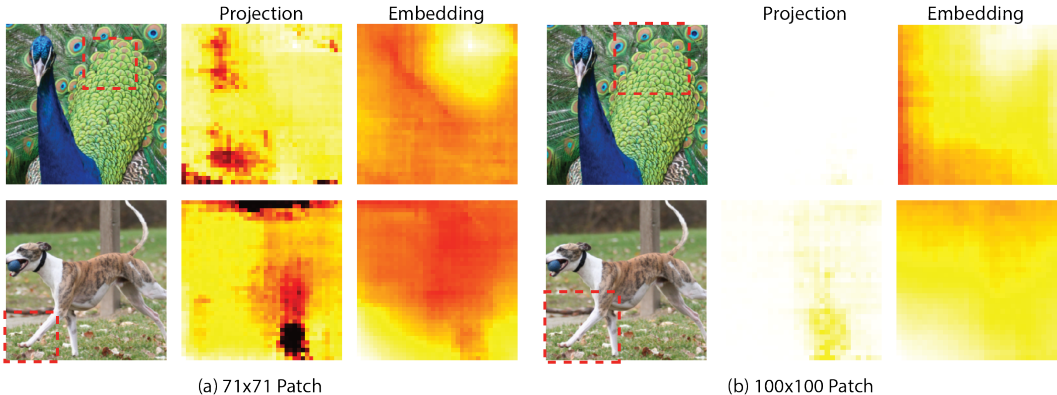 Projection Embedding Projection Embedding
(a) 71x71 Patch (b) 100x100 Patch